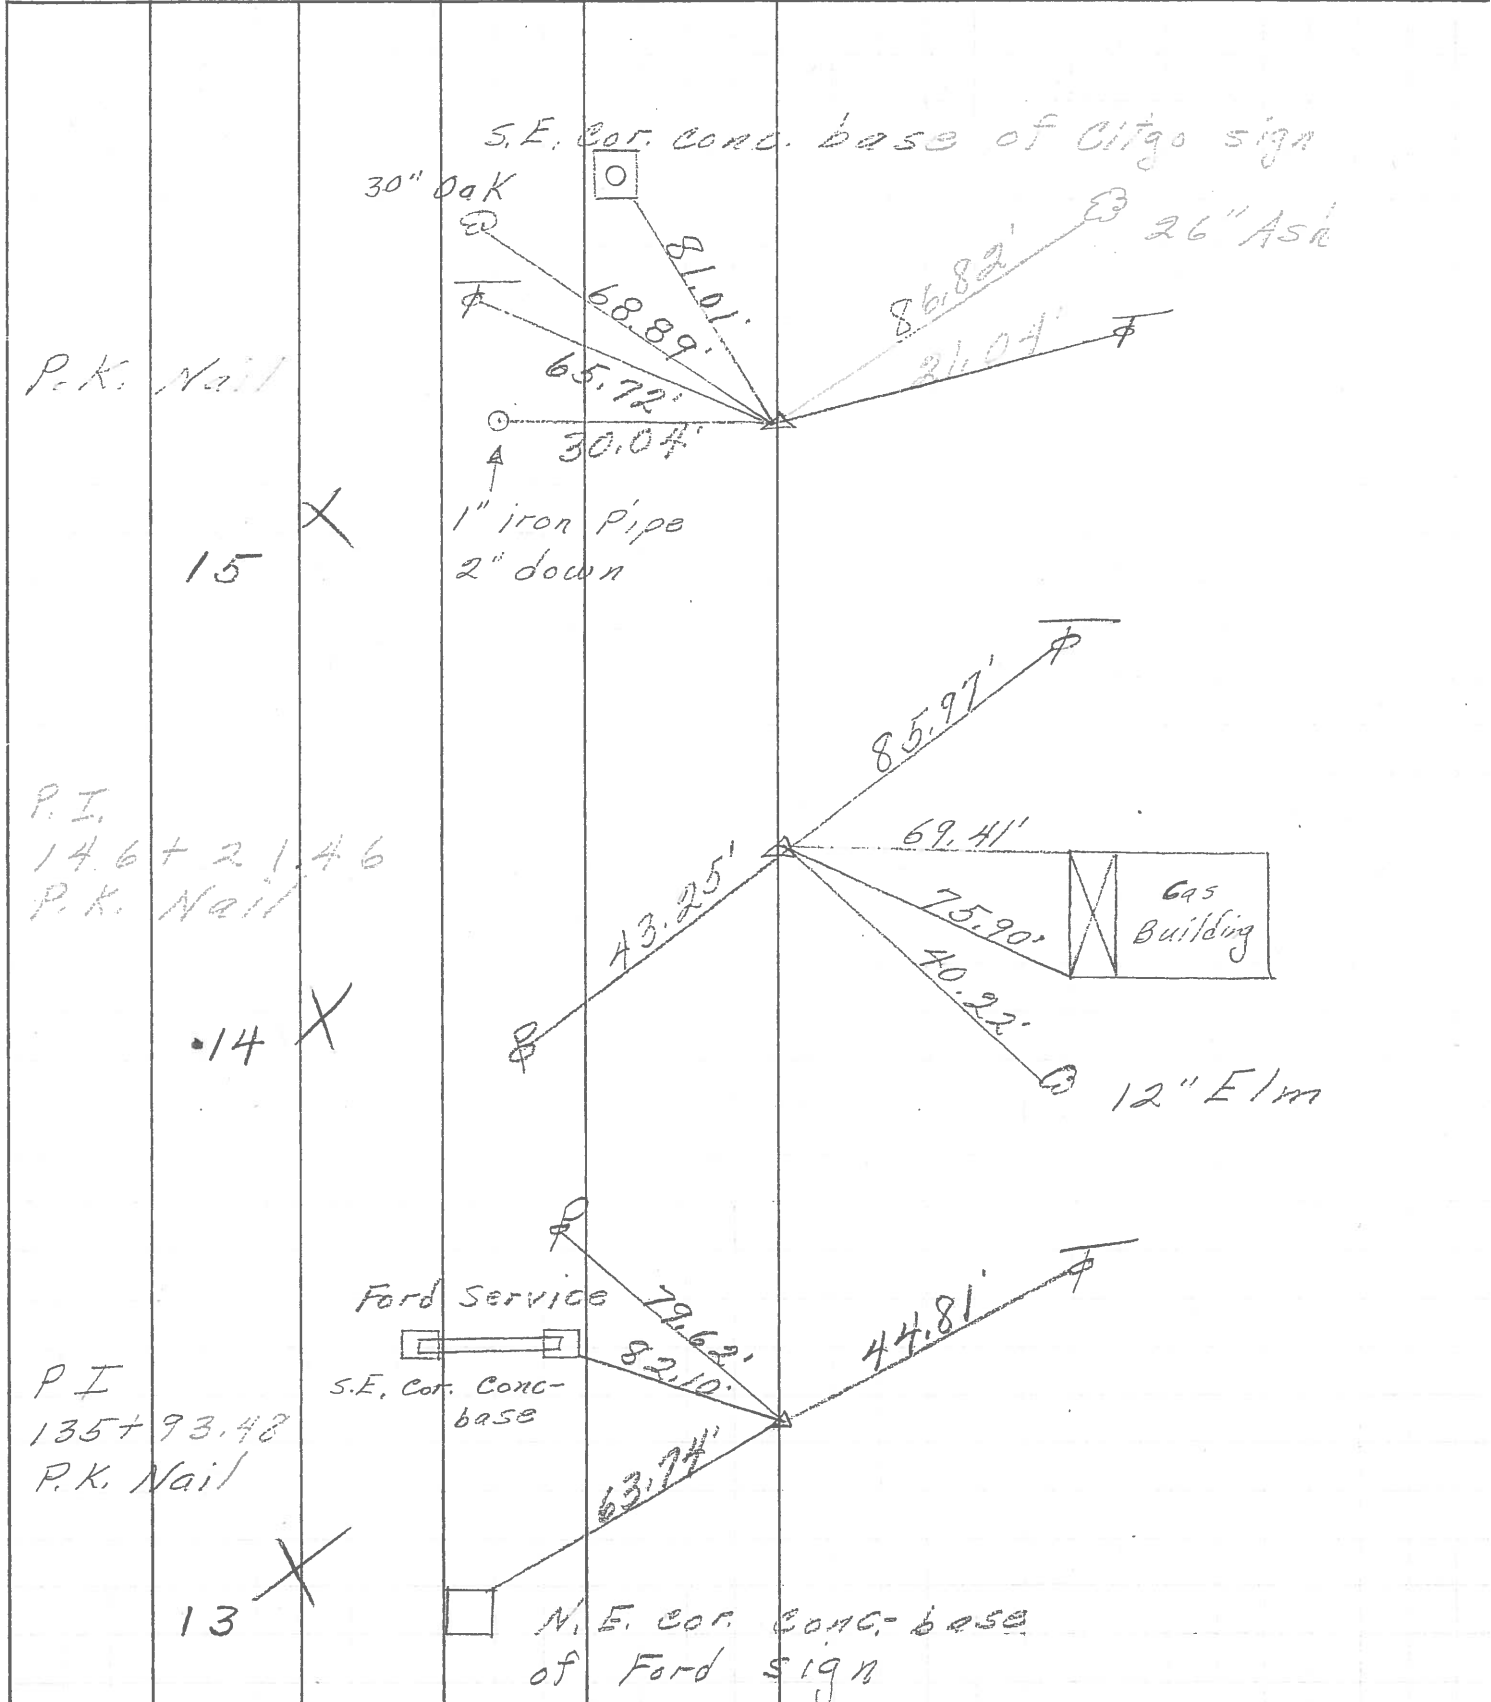 S.E. cor. conc. base of Citgo sign
30" Oak
26" Ash
81.01'
86.82'
68.89'
65.72'
P.K. Nail
30.04'
1" iron Pipe
2" down
15
85.97'
P.I.
146+21.46
P.K. Nail
69.41'
43.25'
75.90'
Gas
Building
40.22'
.14
12" Elm
Ford Service
79.62'
82.10'
44.81'
S.E. Cor. Conc-
base
P I
135+93.48
P.K. Nail
63.74'
13
N.E. cor. conc.-base
of Ford sign